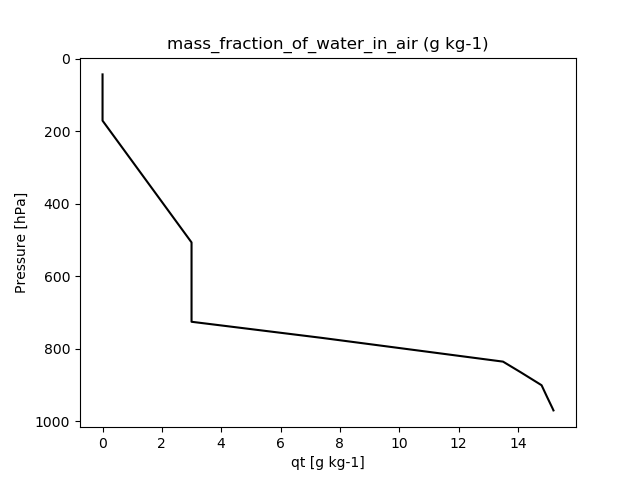 mass_fraction_of_water_in_air (g kg-1)
0
200
400
600
800
1000
Pressure [hPa]
0 2 4 6 8 10 12 14
qt [g kg-1]